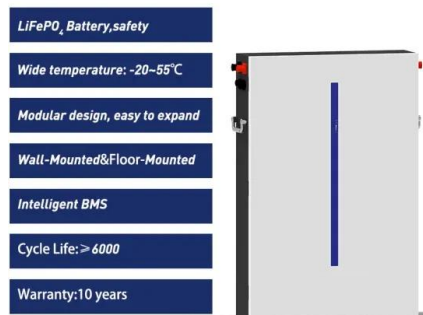 LiFePO₄ Battery,safety
Wide temperature: -20~55℃
Modular design, easy to expand
Wall-Mounted&Floor-Mounted
Intelligent BMS
Cycle Life:≥6000
Warranty:10 years